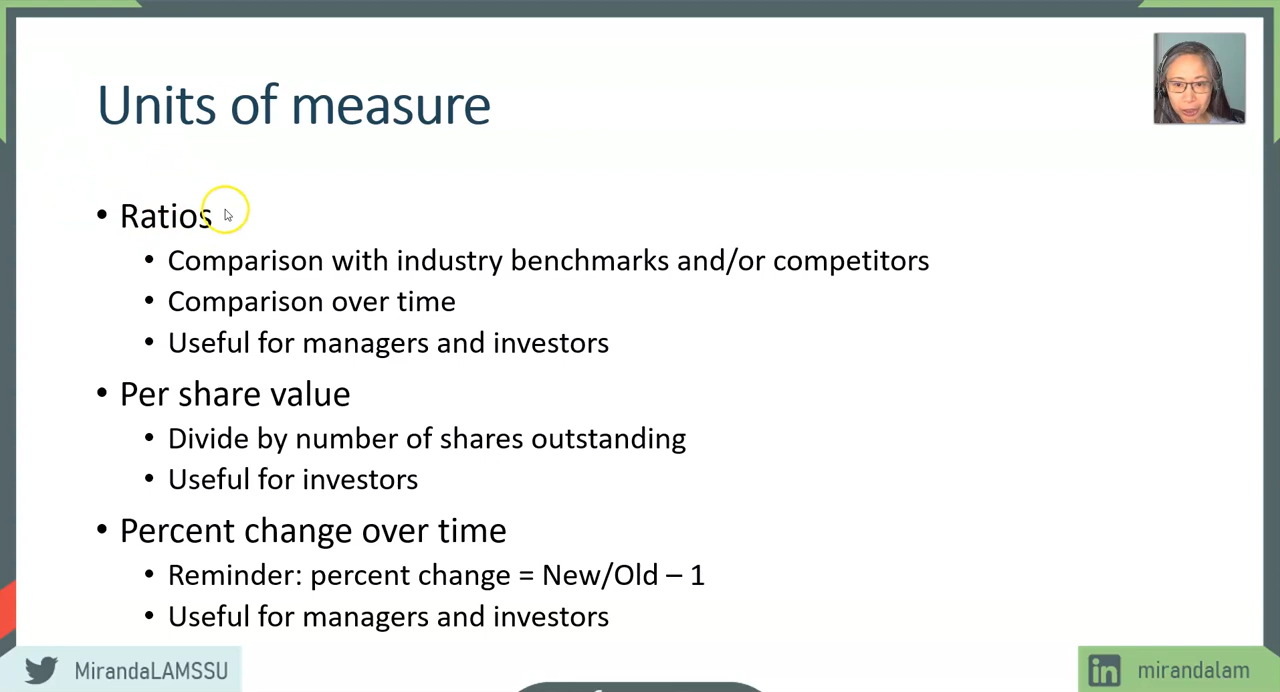 Units of measure
• Ratios
• Comparison with industry benchmarks and/or competitors
• Comparison over time
• Useful for managers and investors
• Per share value
• Divide by number of shares outstanding
• Useful for investors
• Percent change over time
• Reminder: percent change = New/Old – 1
• Useful for managers and investors
MirandaLAMSSU
in mirandalam